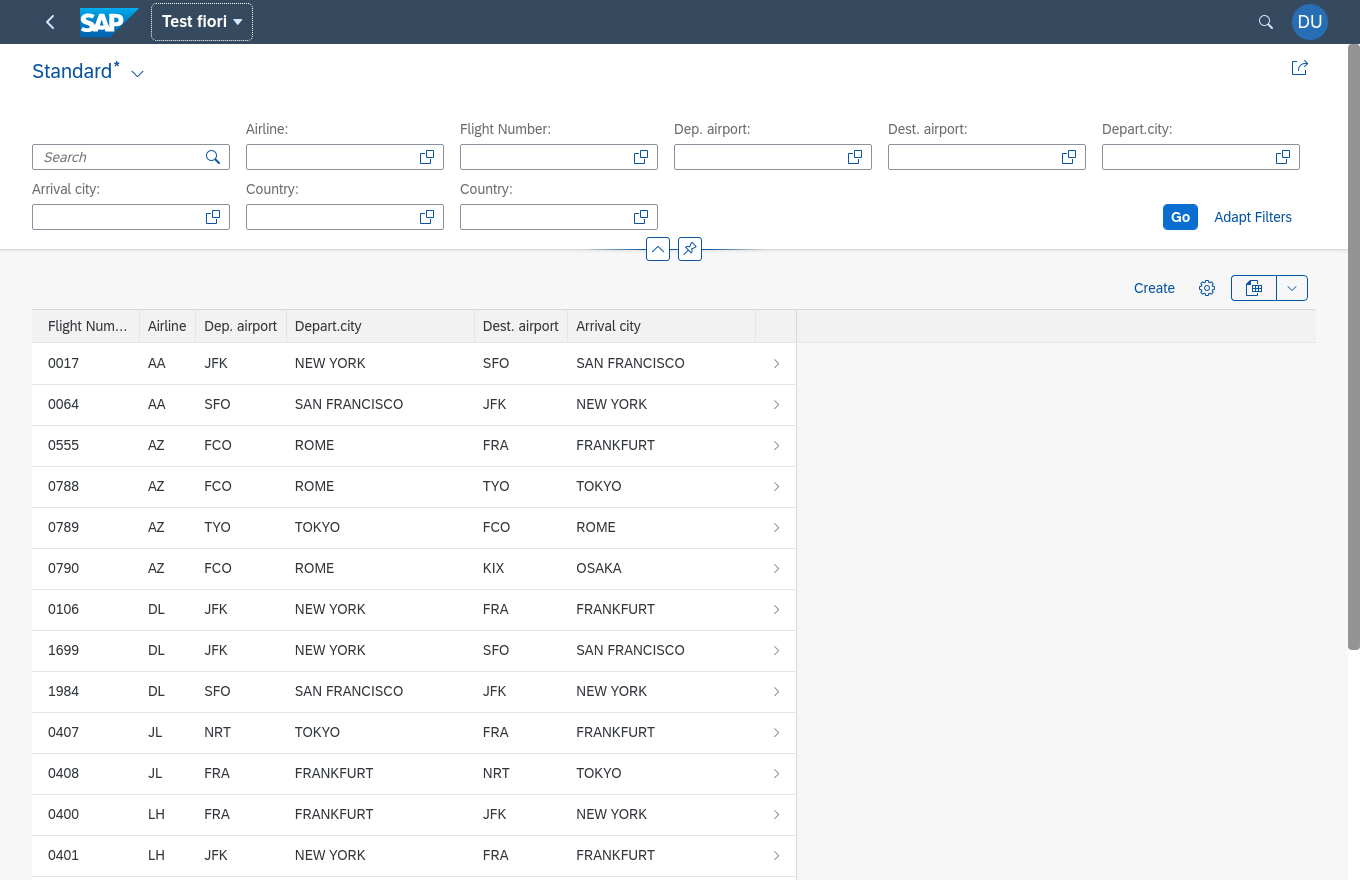 SAP Test fiori DU
Standard*
Airline: Flight Number: Dep. airport: Dest. airport: Depart.city:
Search
Arrival city: Country: Country:
Go Adapt Filters
Create
Flight Num... Airline Dep. airport Depart.city Dest. airport Arrival city
0017 AA JFK NEW YORK SFO SAN FRANCISCO
0064 AA SFO SAN FRANCISCO JFK NEW YORK
0555 AZ FCO ROME FRA FRANKFURT
0788 AZ FCO ROME TYO TOKYO
0789 AZ TYO TOKYO FCO ROME
0790 AZ FCO ROME KIX OSAKA
0106 DL JFK NEW YORK FRA FRANKFURT
1699 DL JFK NEW YORK SFO SAN FRANCISCO
1984 DL SFO SAN FRANCISCO JFK NEW YORK
0407 JL NRT TOKYO FRA FRANKFURT
0408 JL FRA FRANKFURT NRT TOKYO
0400 LH FRA FRANKFURT JFK NEW YORK
0401 LH JFK NEW YORK FRA FRANKFURT